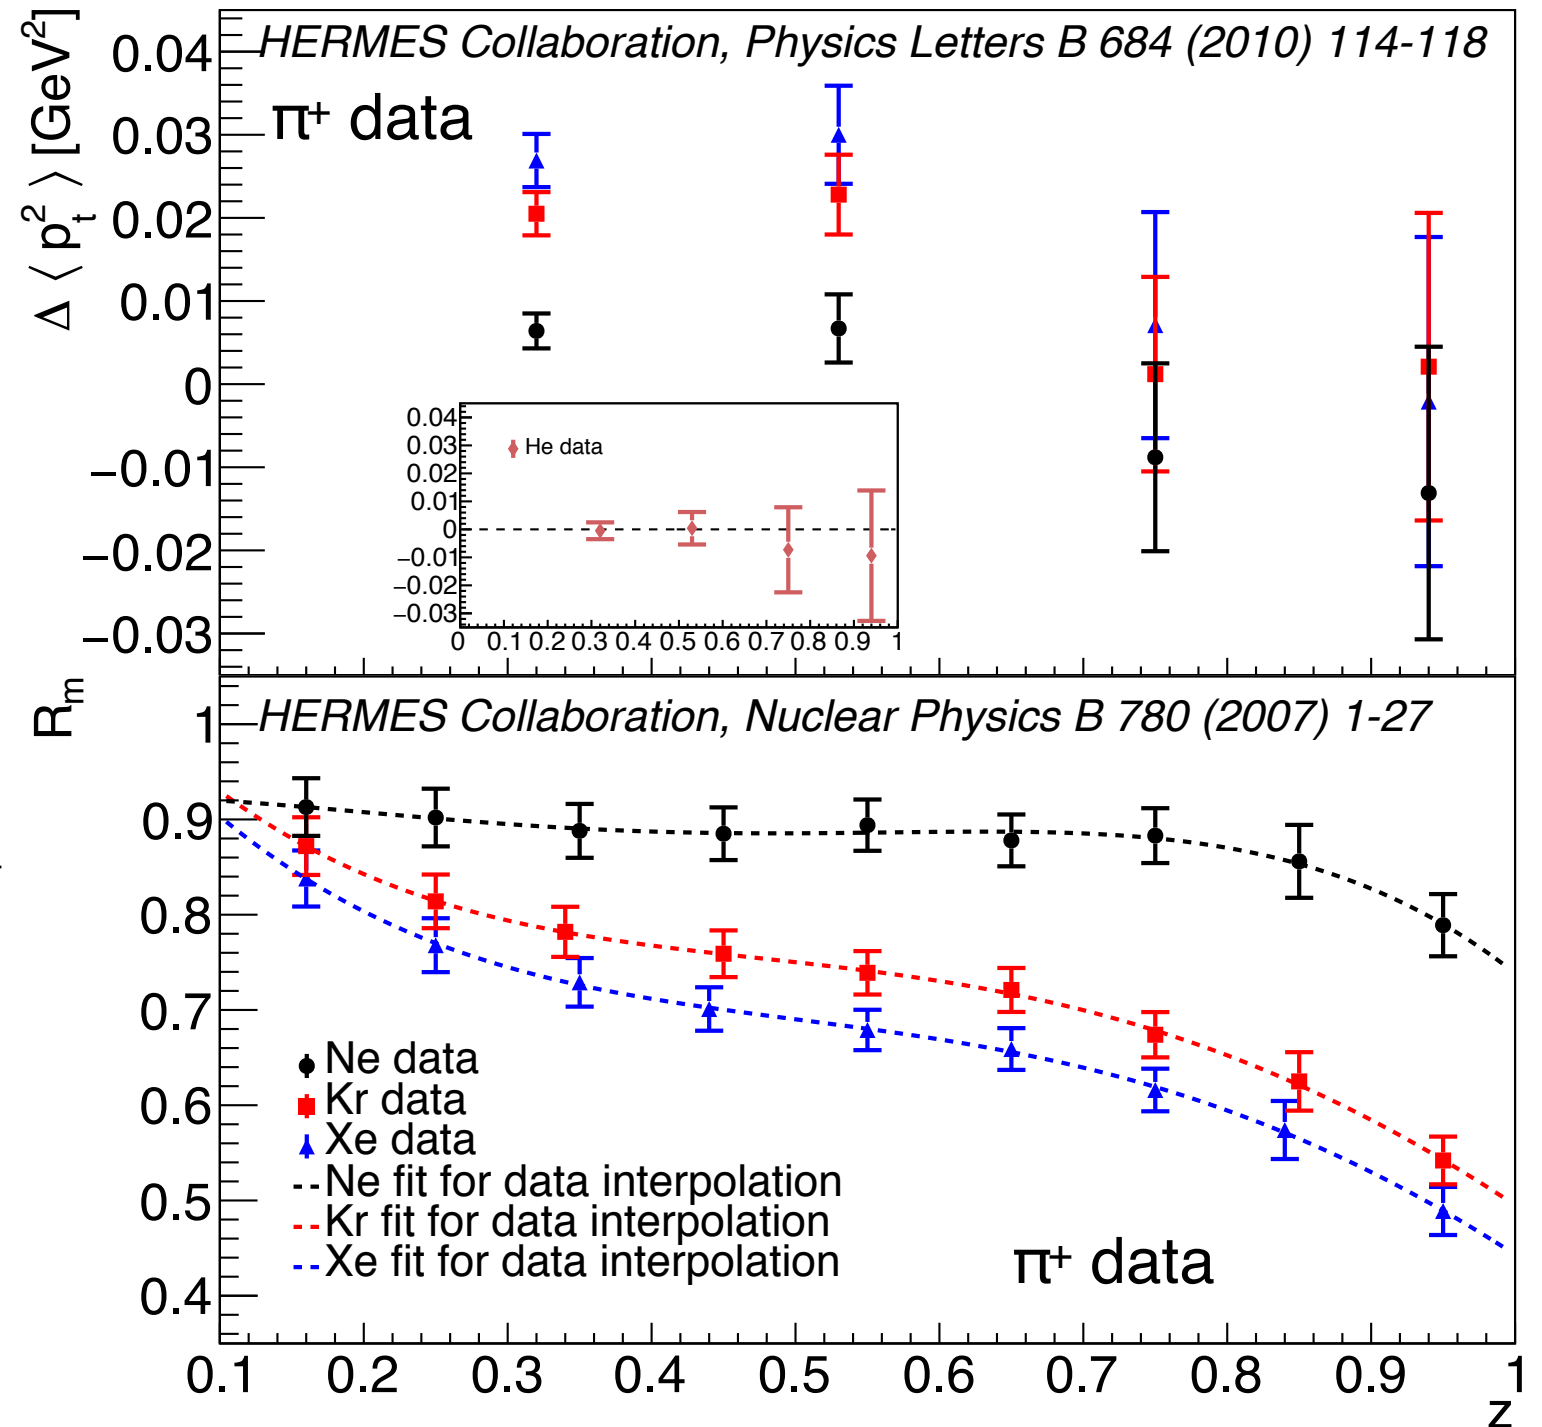 HERMES Collaboration, Physics Letters B 684 (2010) 114-118
π+ data
Δ ⟨ p_t^2 ⟩ [GeV^2]
0.04
0.03
0.02
0.01
0
−0.01
−0.02
−0.03
He data
0.04
0.03
0.02
0.01
0
−0.01
−0.02
−0.03
0 0.1 0.2 0.3 0.4 0.5 0.6 0.7 0.8 0.9 1
R_m
HERMES Collaboration, Nuclear Physics B 780 (2007) 1-27
1
0.9
0.8
0.7
0.6
0.5
0.4
Ne data
Kr data
Xe data
Ne fit for data interpolation
Kr fit for data interpolation
Xe fit for data interpolation
π+ data
0.1 0.2 0.3 0.4 0.5 0.6 0.7 0.8 0.9 1
z